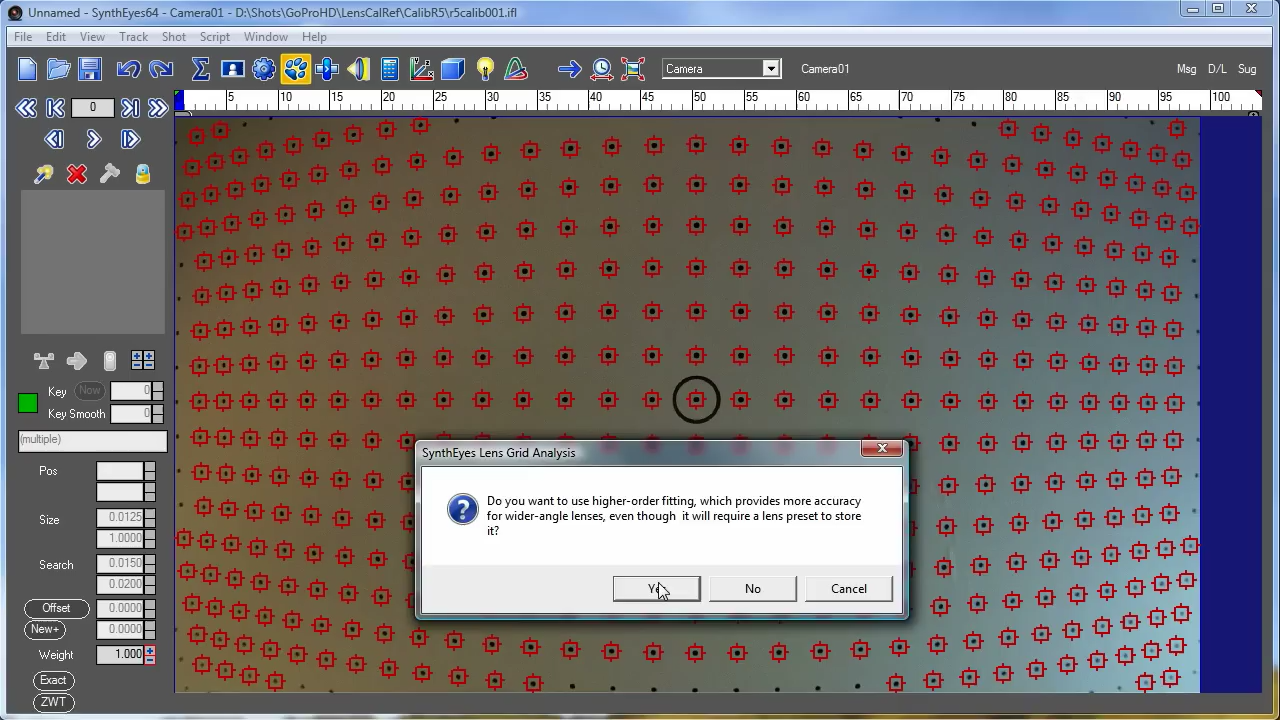 Unnamed - SynthEyes64 - Camera01 - D:\Shots\GoProHD\LensCalRef\CalibR5\r5calib001.ifl
File Edit View Track Shot Script Window Help
Camera Camera01 Msg D/L Sug
0 5 10 15 20 25 30 35 40 45 50 55 60 65 70 75 80 85 90 95 100
Key Now 0
Key Smooth 0
(multiple)
Pos
Size 0.0125
1.0000
Search 0.0150
0.0200
Offset 0.0000
New+ 0.0000
Weight 1.000
Exact
ZWT
SynthEyes Lens Grid Analysis
Do you want to use higher-order fitting, which provides more accuracy
for wider-angle lenses, even though it will require a lens preset to store
it?
No Cancel